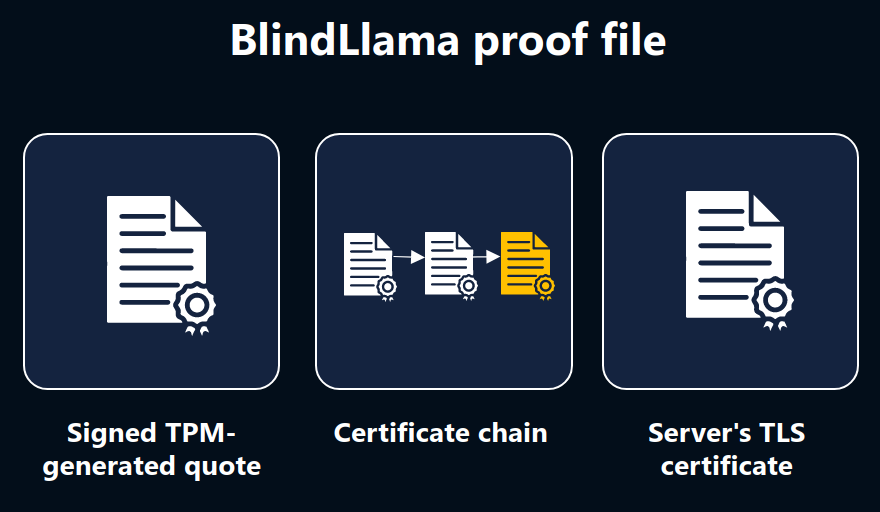 BlindLlama proof file
Signed TPM-
generated quote
Certificate chain
Server's TLS
certificate